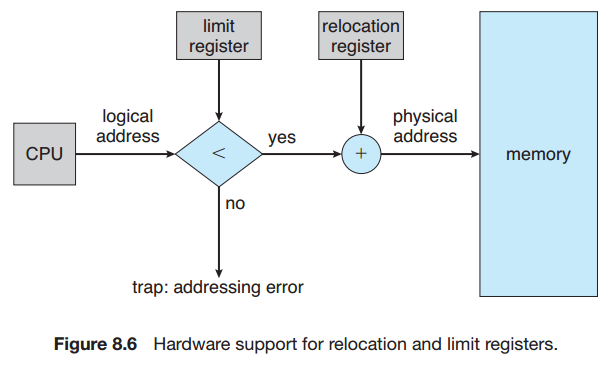 limit
register
relocation
register
logical
address
physical
address
CPU
<
yes
+
memory
no
trap: addressing error
Figure 8.6 Hardware support for relocation and limit registers.